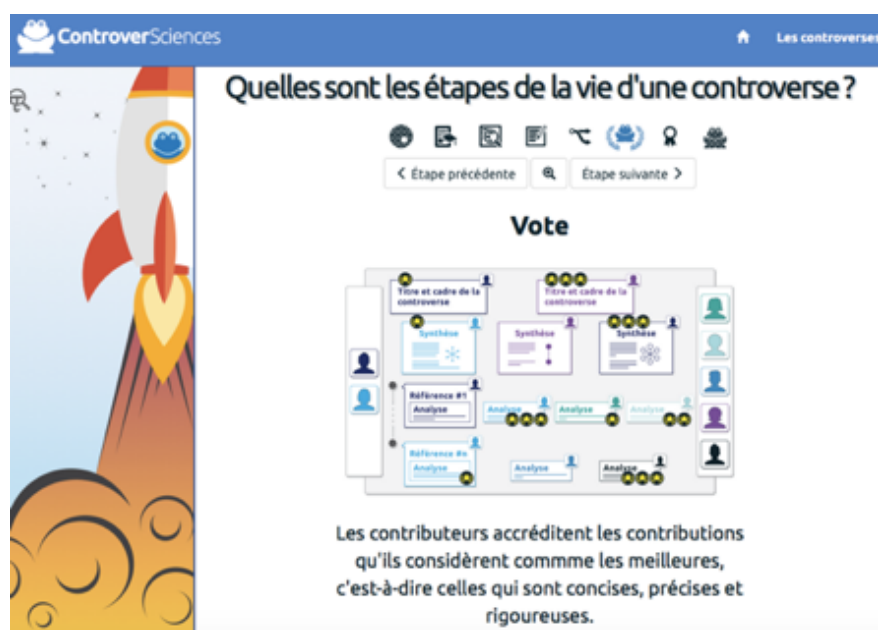 ControverSciences
Les controverses
Quelles sont les étapes de la vie d'une controverse ?
Étape précédente
Étape suivante
Vote
Titre et cadre de la
controverse
Titre et cadre de la
controverse
Synthèse
Synthèse
Synthèse
Référence #1
Analyse
Analyse
Analyse
Analyse
Référence #n
Analyse
Analyse
Analyse
Les contributeurs accréditent les contributions
qu'ils considèrent commme les meilleures,
c'est-à-dire celles qui sont concises, précises et
rigoureuses.